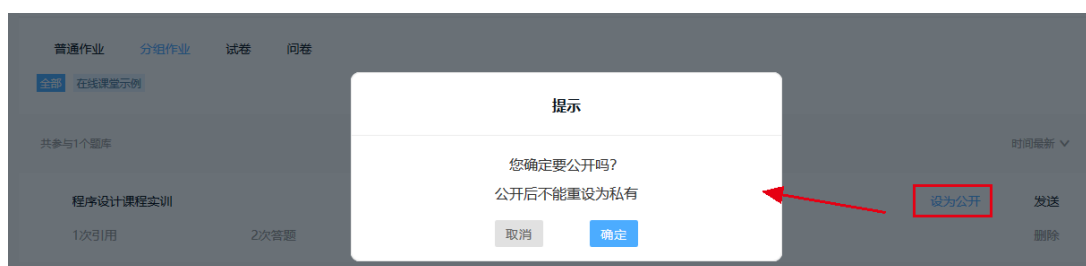 普通作业 分组作业 试卷 问卷
全部 在线课堂示例
提示
共参与1个题库 时间最新
您确定要公开吗?
公开后不能重设为私有
程序设计课程实训 设为公开 发送
1次引用 2次答题 取消 确定 删除